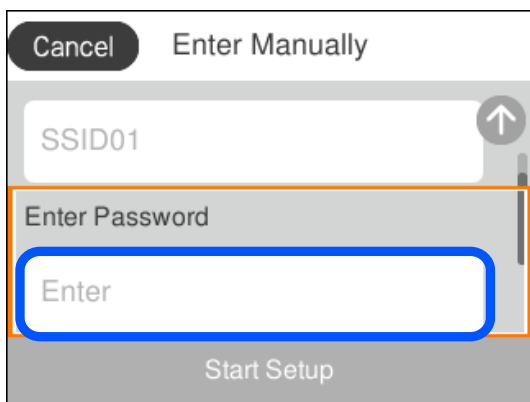 Cancel Enter Manually
SSID01
Enter Password
Enter
Start Setup